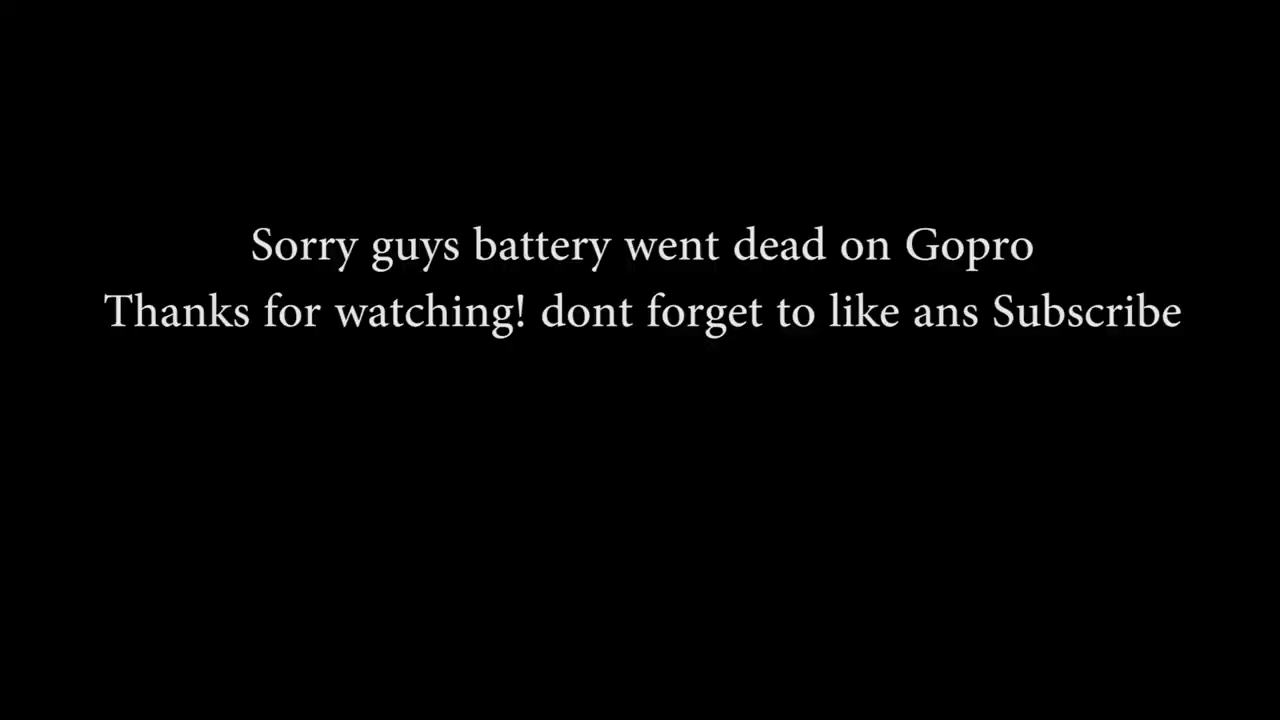 Sorry guys battery went dead on Gopro
Thanks for watching! dont forget to like ans Subscribe